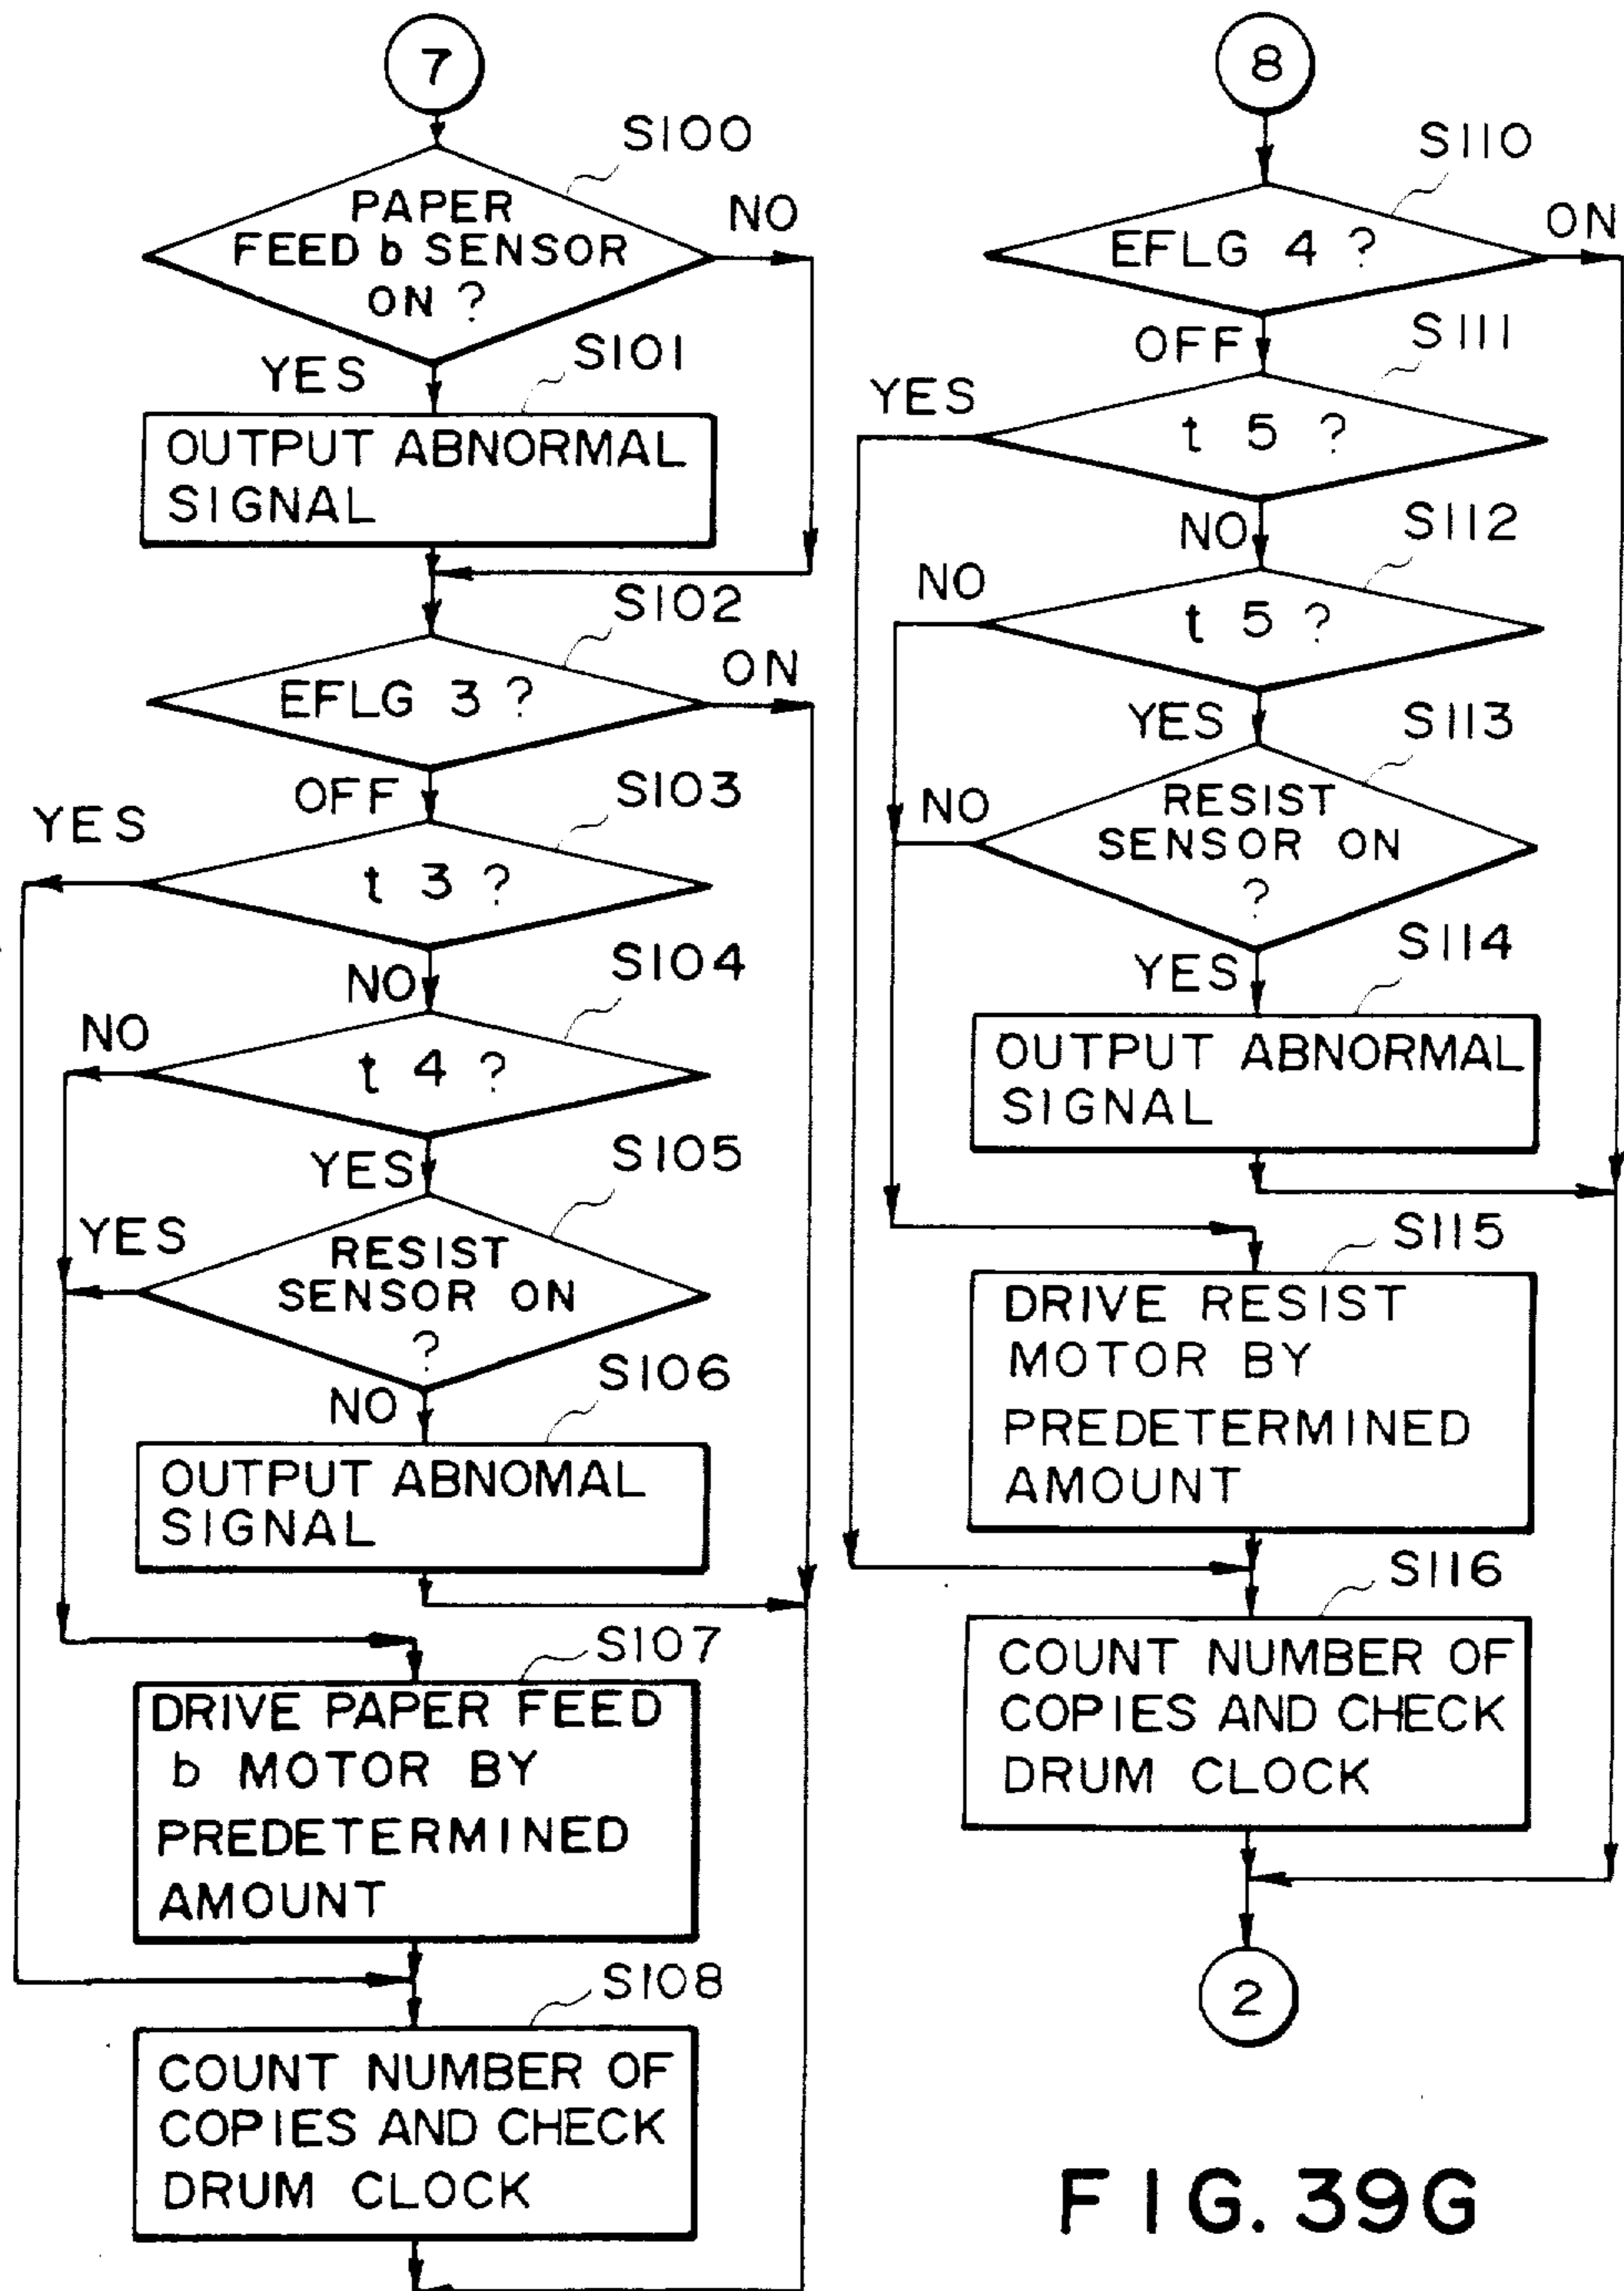 7
S100
PAPER
FEED b SENSOR
ON ?
NO
YES
S101
OUTPUT ABNORMAL
SIGNAL
S102
EFLG 3 ?
ON
OFF
S103
YES
t 3 ?
NO
S104
NO
t 4 ?
YES
S105
YES
RESIST
SENSOR ON
?
NO
S106
OUTPUT ABNOMAL
SIGNAL
S107
DRIVE PAPER FEED
b MOTOR BY
PREDETERMINED
AMOUNT
S108
COUNT NUMBER OF
COPIES AND CHECK
DRUM CLOCK
8
S110
EFLG 4 ?
ON
OFF
S111
YES
t 5 ?
NO
S112
NO
t 5 ?
YES
S113
NO
RESIST
SENSOR ON
?
YES
S114
OUTPUT ABNORMAL
SIGNAL
S115
DRIVE RESIST
MOTOR BY
PREDETERMINED
AMOUNT
S116
COUNT NUMBER OF
COPIES AND CHECK
DRUM CLOCK
2
FIG. 39G